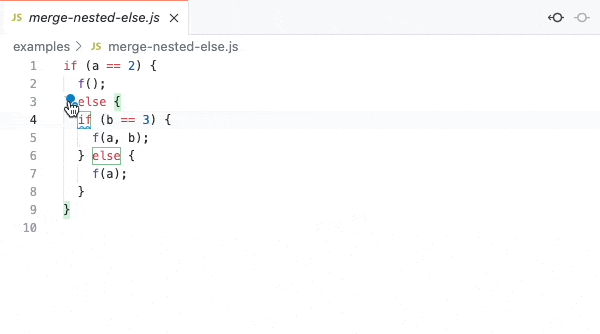 JS merge-nested-else.js ×
examples > JS merge-nested-else.js
1 if (a == 2) {
2 f();
3 else {
4 if (b == 3) {
5 f(a, b);
6 } else {
7 f(a);
8 }
9 }
10